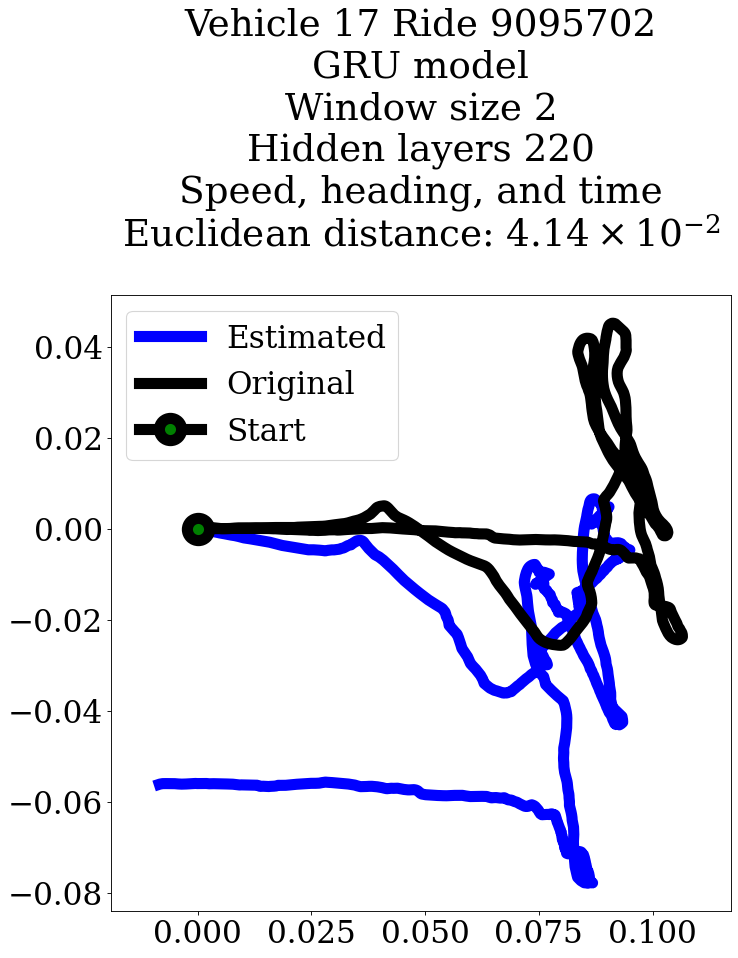 Vehicle 17 Ride 9095702
GRU model
Window size 2
Hidden layers 220
Speed, heading, and time
Euclidean distance: 4.14 × 10⁻²
Estimated
Original
Start
0.04
0.02
0.00
−0.02
−0.04
−0.06
−0.08
0.000 0.025 0.050 0.075 0.100